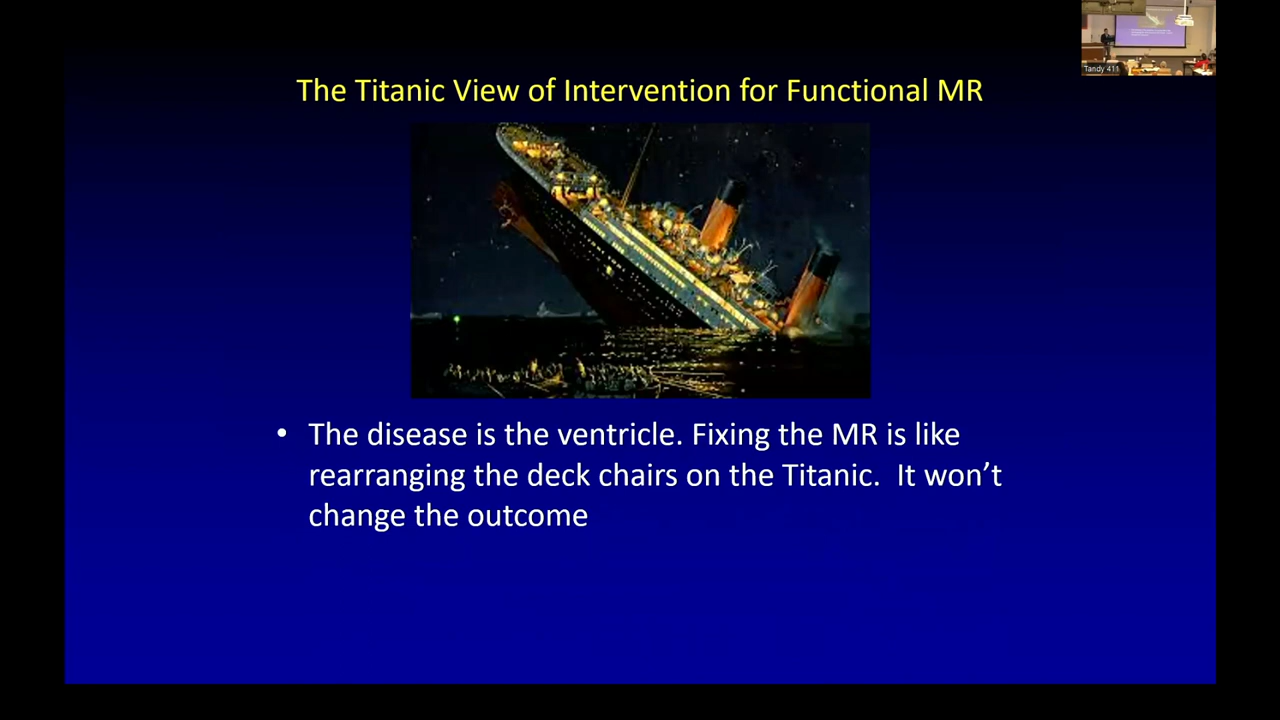 Tandy 411
The Titanic View of Intervention for Functional MR
• The disease is the ventricle. Fixing the MR is like
rearranging the deck chairs on the Titanic.  It won’t
change the outcome